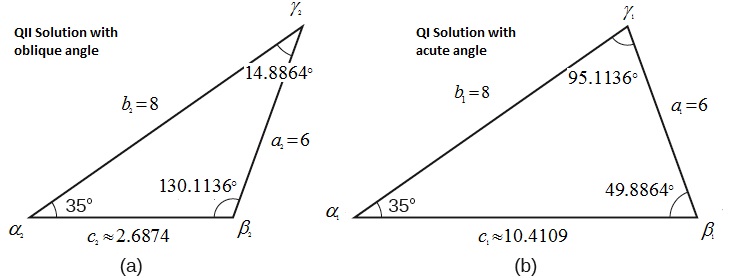 QII Solution with
oblique angle
γ₂
14.8864°
b₂=8
a₂=6
130.1136°
35°
α₂
β₂
c₂≈2.6874
(a)
QI Solution with
acute angle
γ₁
95.1136°
b₁=8
a₁=6
49.8864°
35°
α₁
β₁
c₁≈10.4109
(b)